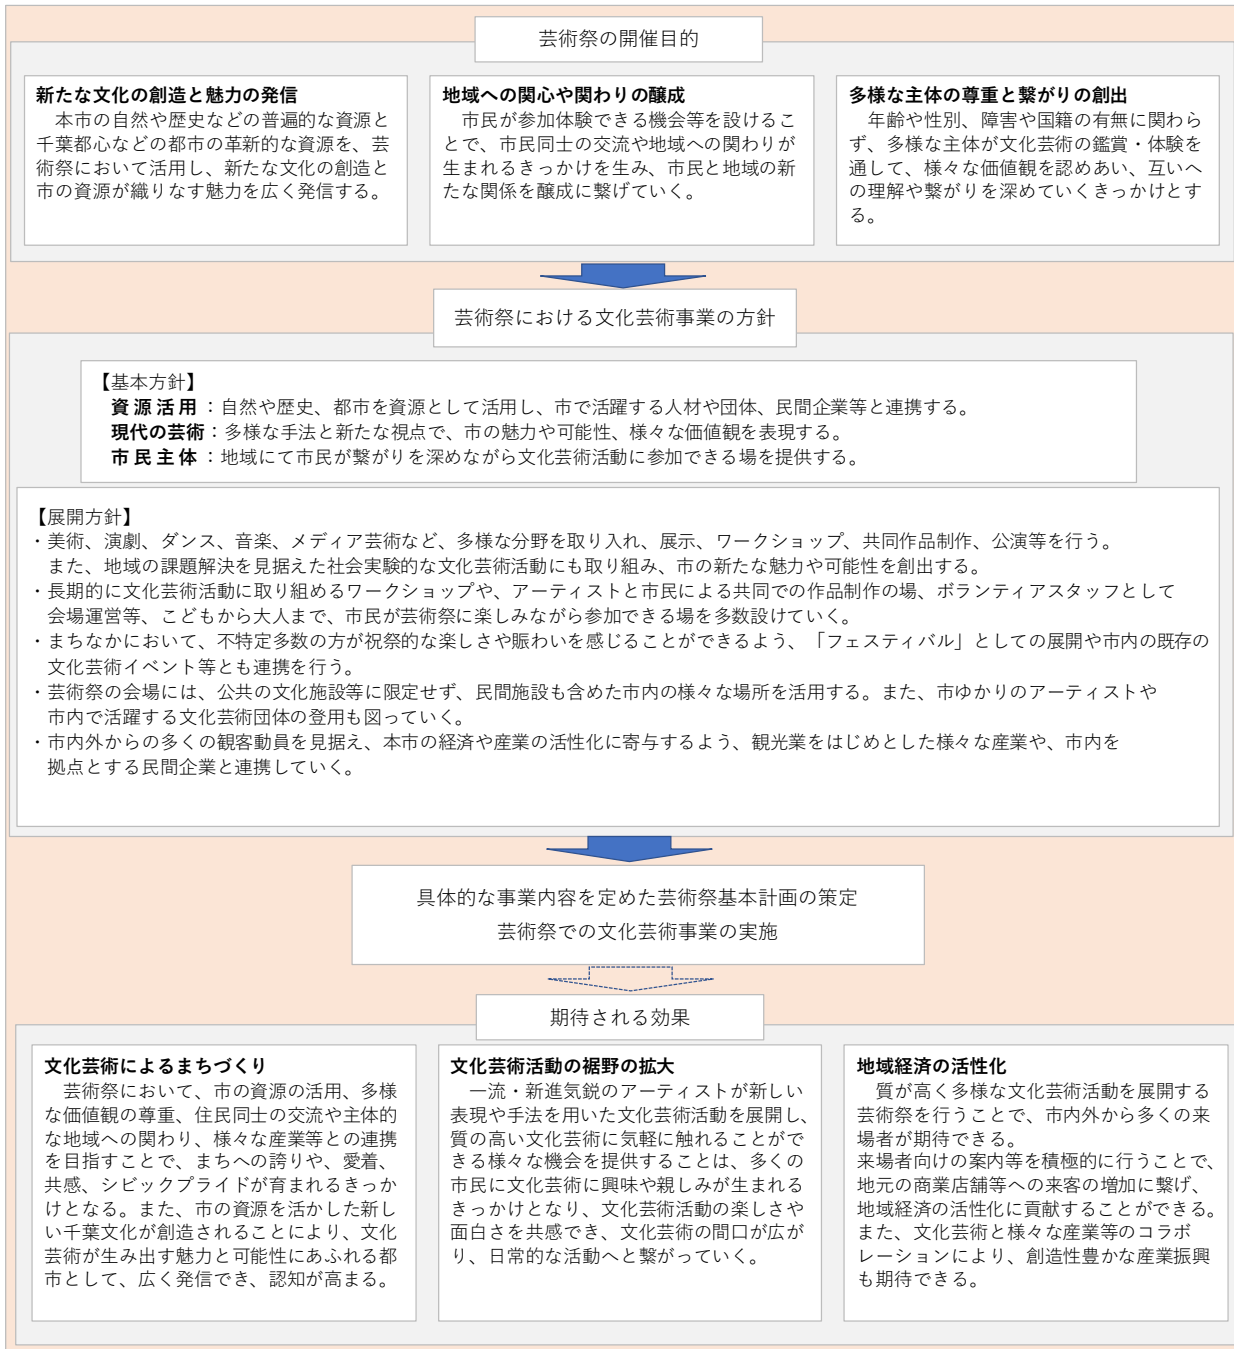 芸術祭の開催目的
新たな文化の創造と魅力の発信
本市の自然や歴史などの普遍的な資源と
千葉都心などの都市の革新的な資源を、芸
術祭において活用し、新たな文化の創造と
市の資源が織りなす魅力を広く発信する。
地域への関心や関わりの醸成
市民が参加体験できる機会等を設けるこ
とで、市民同士の交流や地域への関わりが
生まれるきっかけを生み、市民と地域の新
たな関係を醸成に繋げていく。
多様な主体の尊重と繋がりの創出
年齢や性別、障害や国籍の有無に関わら
ず、多様な主体が文化芸術の鑑賞・体験を
通して、様々な価値観を認めあい、互いへ
の理解や繋がりを深めていくきっかけとす
る。
芸術祭における文化芸術事業の方針
【基本方針】
資源活用：自然や歴史、都市を資源として活用し、市で活躍する人材や団体、民間企業等と連携する。
現代の芸術：多様な手法と新たな視点で、市の魅力や可能性、様々な価値観を表現する。
市民主体：地域にて市民が繋がりを深めながら文化芸術活動に参加できる場を提供する。
【展開方針】
・美術、演劇、ダンス、音楽、メディア芸術など、多様な分野を取り入れ、展示、ワークショップ、共同作品制作、公演等を行う。
また、地域の課題解決を見据えた社会実験的な文化芸術活動にも取り組み、市の新たな魅力や可能性を創出する。
・長期的に文化芸術活動に取り組めるワークショップや、アーティストと市民による共同での作品制作の場、ボランティアスタッフとして
会場運営等、こどもから大人まで、市民が芸術祭に楽しみながら参加できる場を多数設けていく。
・まちなかにおいて、不特定多数の方が祝祭的な楽しさや賑わいを感じることができるよう、「フェスティバル」としての展開や市内の既存の
文化芸術イベント等とも連携を行う。
・芸術祭の会場には、公共の文化施設等に限定せず、民間施設も含めた市内の様々な場所を活用する。また、市ゆかりのアーティストや
市内で活躍する文化芸術団体の登用も図っていく。
・市内外からの多くの観客動員を見据え、本市の経済や産業の活性化に寄与するよう、観光業をはじめとした様々な産業や、市内を
拠点とする民間企業と連携していく。
具体的な事業内容を定めた芸術祭基本計画の策定
芸術祭での文化芸術事業の実施
期待される効果
文化芸術によるまちづくり
芸術祭において、市の資源の活用、多様
な価値観の尊重、住民同士の交流や主体的
な地域への関わり、様々な産業等との連携
を目指すことで、まちへの誇りや、愛着、
共感、シビックプライドが育まれるきっか
けとなる。また、市の資源を活かした新し
い千葉文化が創造されることにより、文化
芸術が生み出す魅力と可能性にあふれる都
市として、広く発信でき、認知が高まる。
文化芸術活動の裾野の拡大
一流・新進気鋭のアーティストが新しい
表現や手法を用いた文化芸術活動を展開し、
質の高い文化芸術に気軽に触れることがで
きる様々な機会を提供することは、多くの
市民に文化芸術に興味や親しみが生まれる
きっかけとなり、文化芸術活動の楽しさや
面白さを共感でき、文化芸術の間口が広が
り、日常的な活動へと繋がっていく。
地域経済の活性化
質が高く多様な文化芸術活動を展開する
芸術祭を行うことで、市内外から多くの来
場者が期待できる。
来場者向けの案内等を積極的に行うことで、
地元の商業店舗等への来客の増加に繋げ、
地域経済の活性化に貢献することができる。
また、文化芸術と様々な産業等のコラボ
レーションにより、創造性豊かな産業振興
も期待できる。